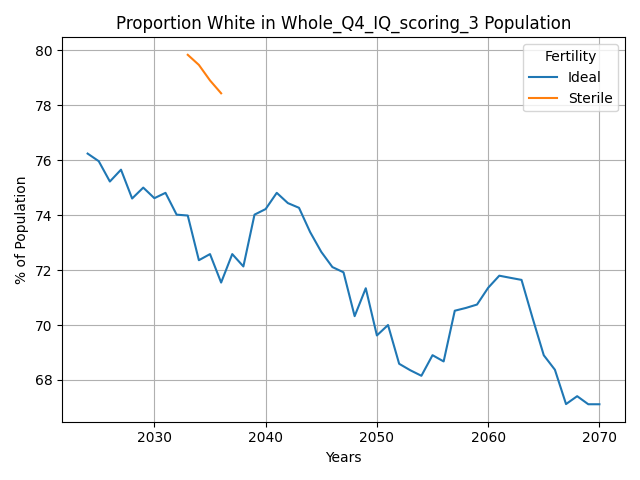 Proportion White in Whole_Q4_IQ_scoring_3 Population
% of Population
80
78
76
74
72
70
68
Fertility
Ideal
Sterile
2030
2040
2050
2060
2070
Years